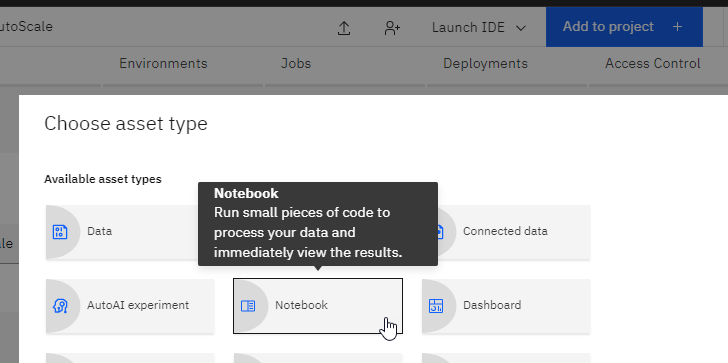 utoScale
Launch IDE
Add to project +
Environments
Jobs
Deployments
Access Control
Choose asset type
Available asset types
Notebook
Run small pieces of code to
process your data and
immediately view the results.
Data
Connected data
ale
AutoAI experiment
Notebook
Dashboard